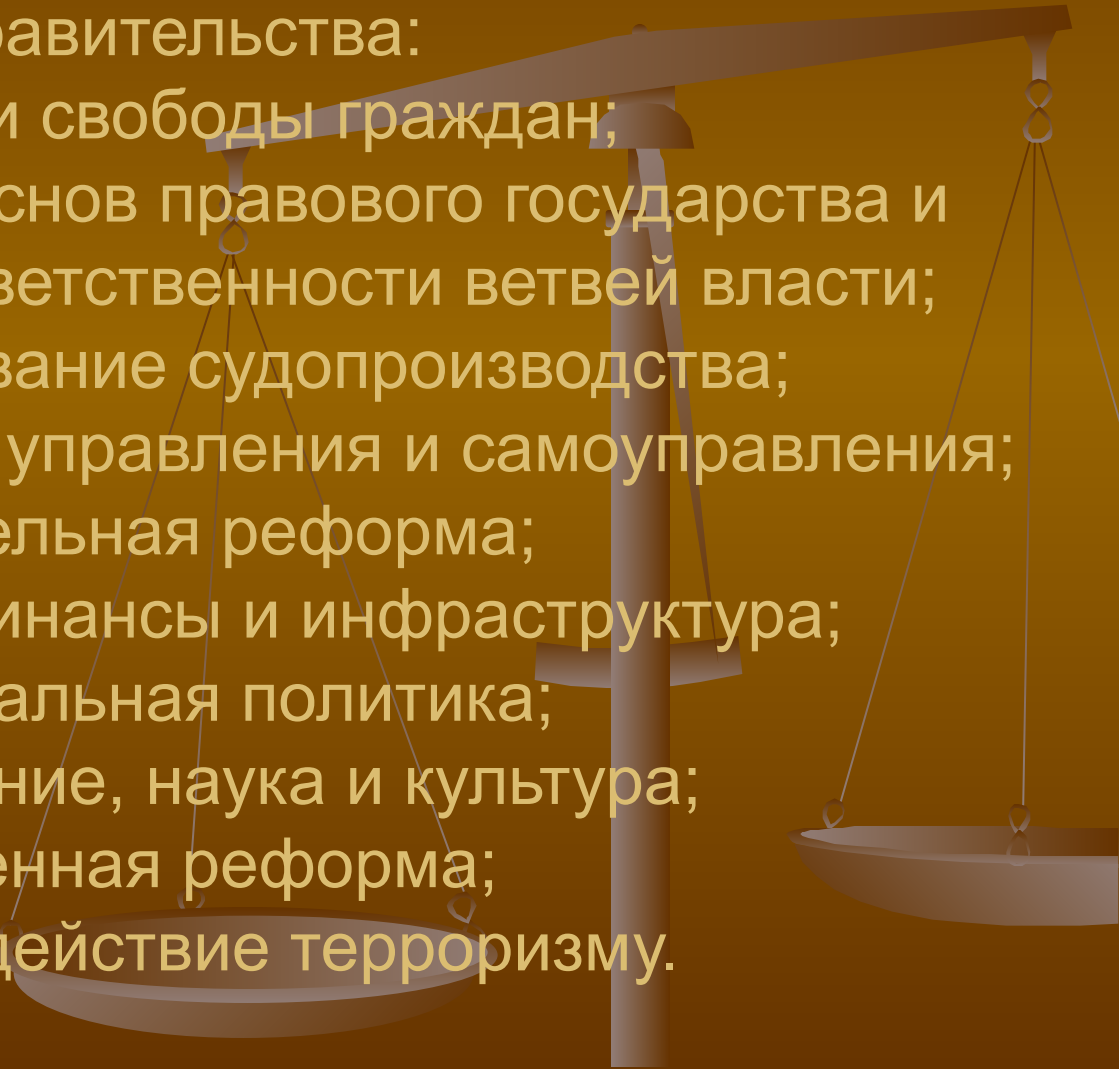 равительства:
и свободы граждан;
снов правового государства и
ветственности ветвей власти;
вание судопроизводства;
управления и самоуправления;
ельная реформа;
инансы и инфраструктура;
альная политика;
ние, наука и культура;
енная реформа;
действие терроризму.